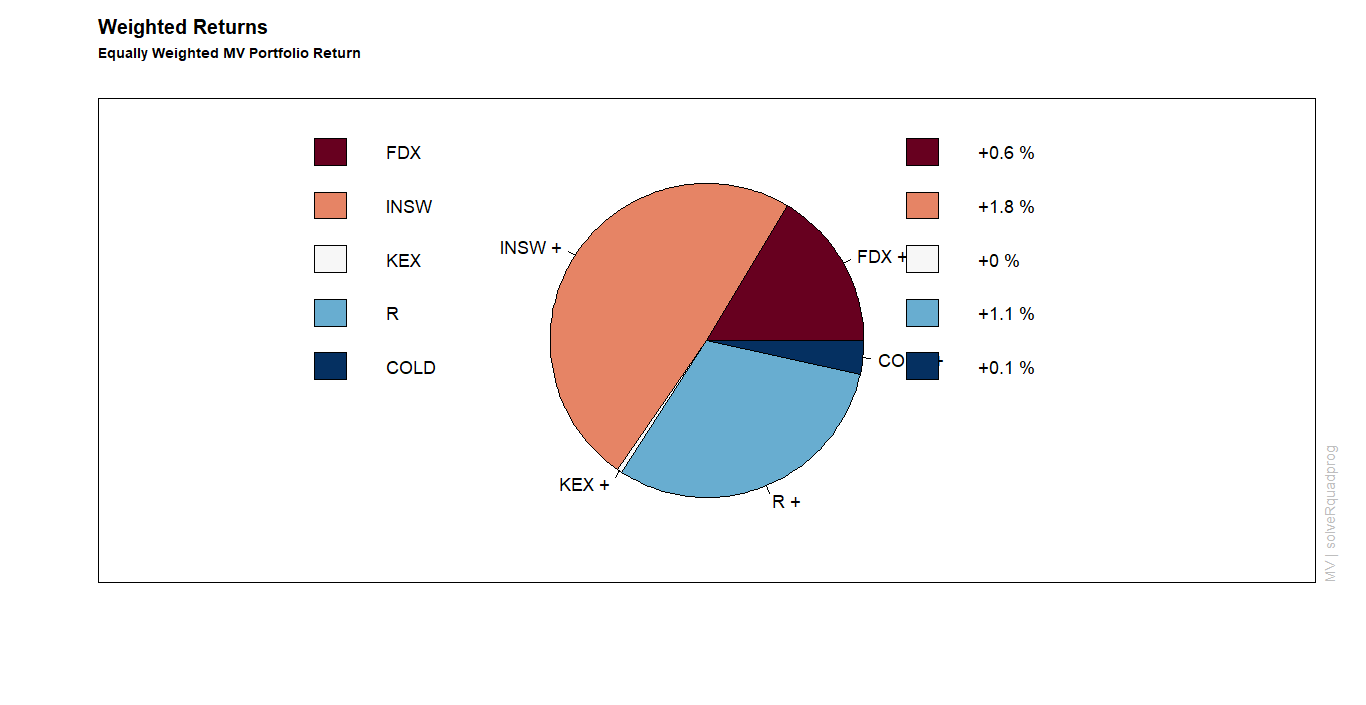 Weighted Returns
Equally Weighted MV Portfolio Return
FDX
INSW
KEX
R
COLD
INSW +
FDX +
KEX +
R +
+0.6 %
+1.8 %
+0 %
+1.1 %
+0.1 %
MV | solveRquadprog